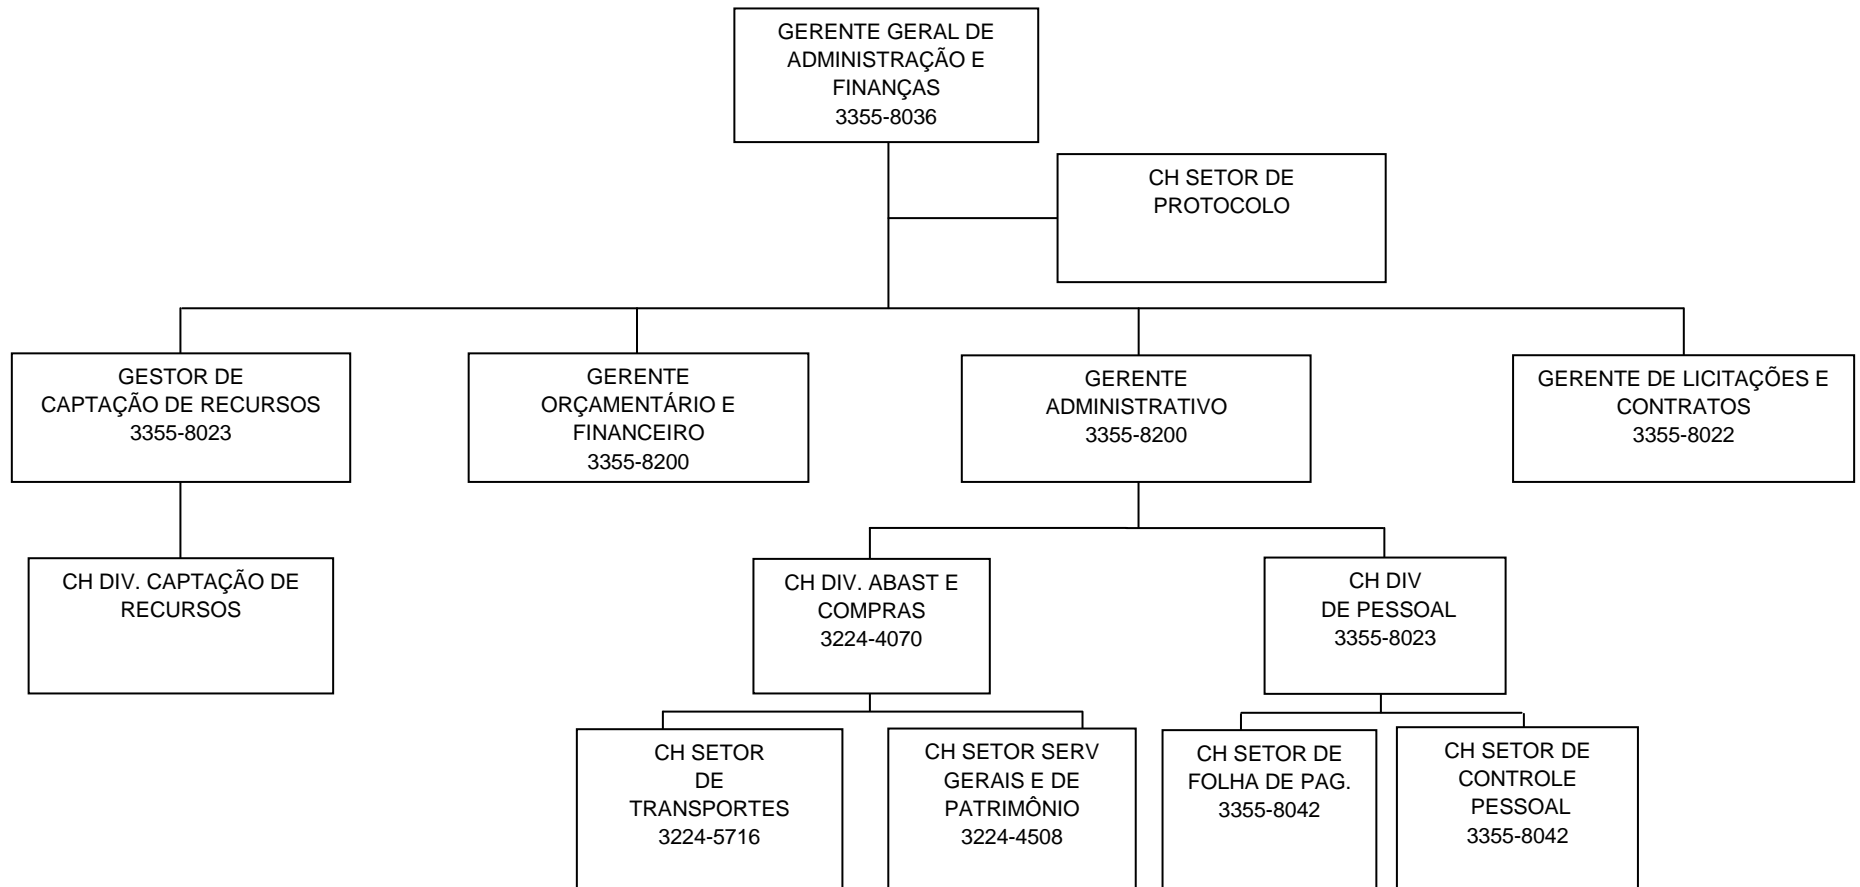 GERENTE GERAL DE
ADMINISTRAÇÃO E
FINANÇAS
3355-8036
CH SETOR DE
PROTOCOLO
GESTOR DE
CAPTAÇÃO DE RECURSOS
3355-8023
GERENTE
ORÇAMENTÁRIO E
FINANCEIRO
3355-8200
GERENTE
ADMINISTRATIVO
3355-8200
GERENTE DE LICITAÇÕES E
CONTRATOS
3355-8022
CH DIV. CAPTAÇÃO DE
RECURSOS
CH DIV. ABAST E
COMPRAS
3224-4070
CH DIV
DE PESSOAL
3355-8023
CH SETOR
DE
TRANSPORTES
3224-5716
CH SETOR SERV
GERAIS E DE
PATRIMÔNIO
3224-4508
CH SETOR DE
FOLHA DE PAG.
3355-8042
CH SETOR DE
CONTROLE
PESSOAL
3355-8042